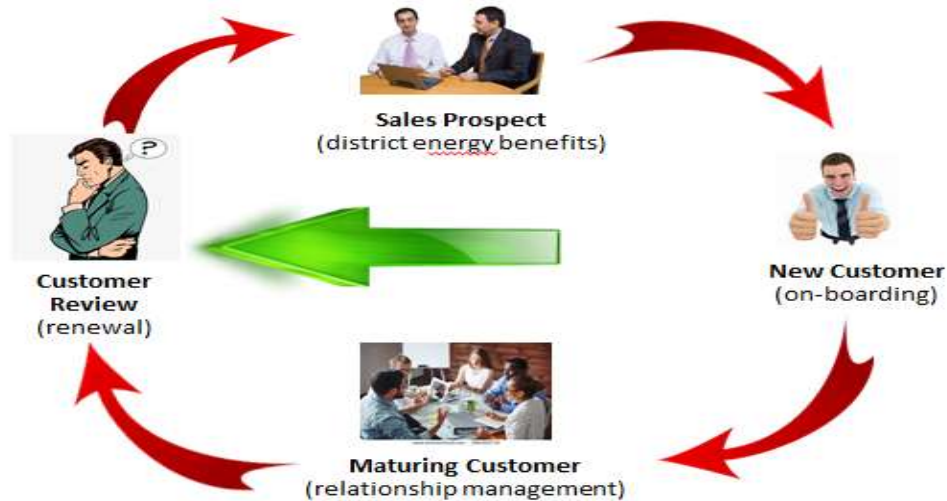 ?
Sales Prospect
(district energy benefits)
New Customer
(on-boarding)
Customer
Review
(renewal)
Maturing Customer
(relationship management)